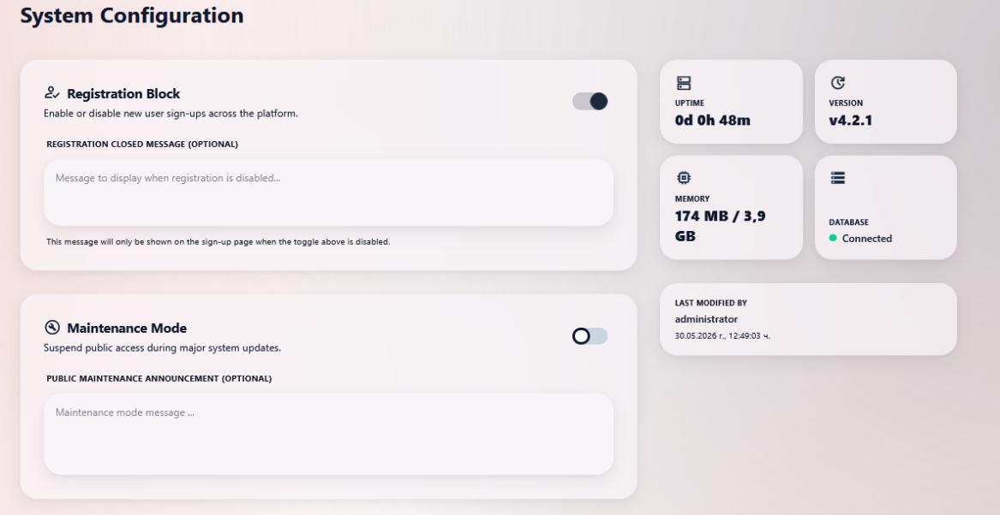 System Configuration
Registration Block
Enable or disable new user sign-ups across the platform.
REGISTRATION CLOSED MESSAGE (OPTIONAL)
Message to display when registration is disabled...
This message will only be shown on the sign-up page when the toggle above is disabled.
Maintenance Mode
Suspend public access during major system updates.
PUBLIC MAINTENANCE ANNOUNCEMENT (OPTIONAL)
Maintenance mode message ...
UPTIME
0d 0h 48m
VERSION
v4.2.1
MEMORY
174 MB / 3,9
GB
DATABASE
Connected
LAST MODIFIED BY
administrator
30.05.2026 г., 12:49:03 ч.